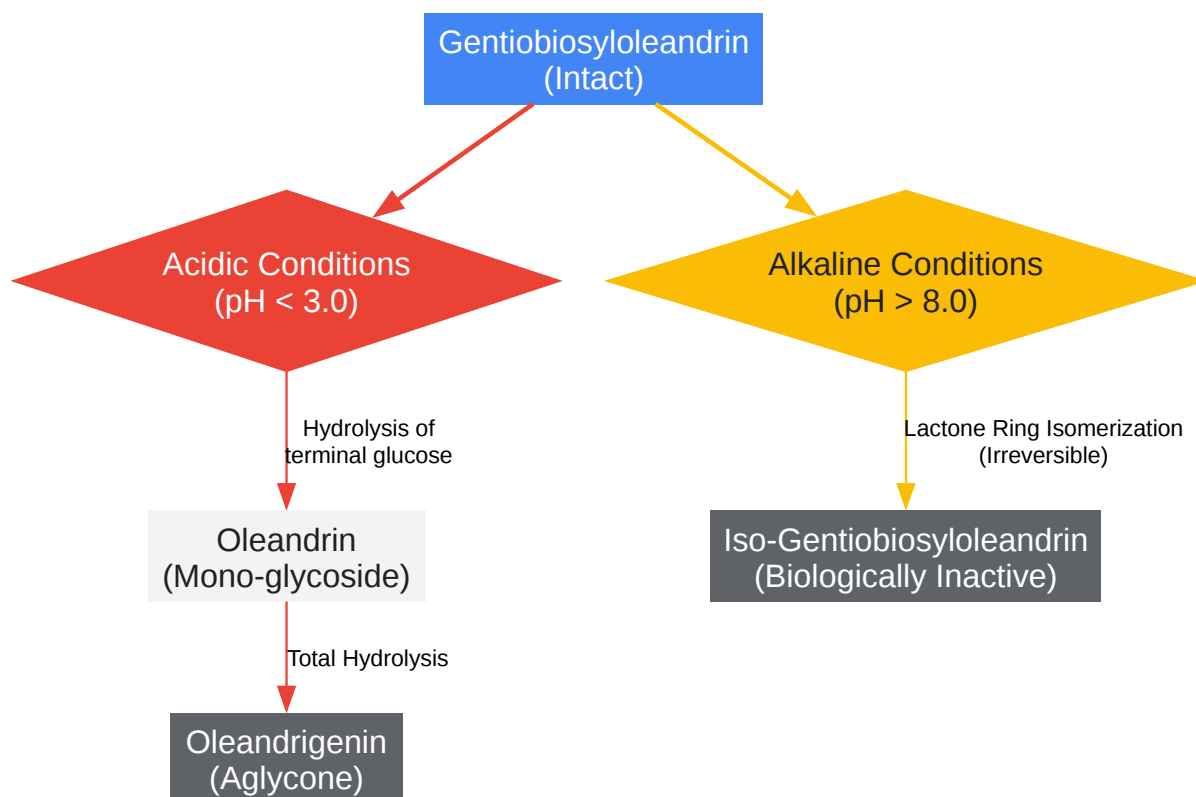 Gentiobiosyloleandrin
(Intact)
Acidic Conditions
(pH < 3.0)
Alkaline Conditions
(pH > 8.0)
Hydrolysis of
terminal glucose
Lactone Ring Isomerization
(Irreversible)
Oleandrin
(Mono-glycoside)
Iso-Gentiobiosyloleandrin
(Biologically Inactive)
Total Hydrolysis
Oleandrigenin
(Aglycone)